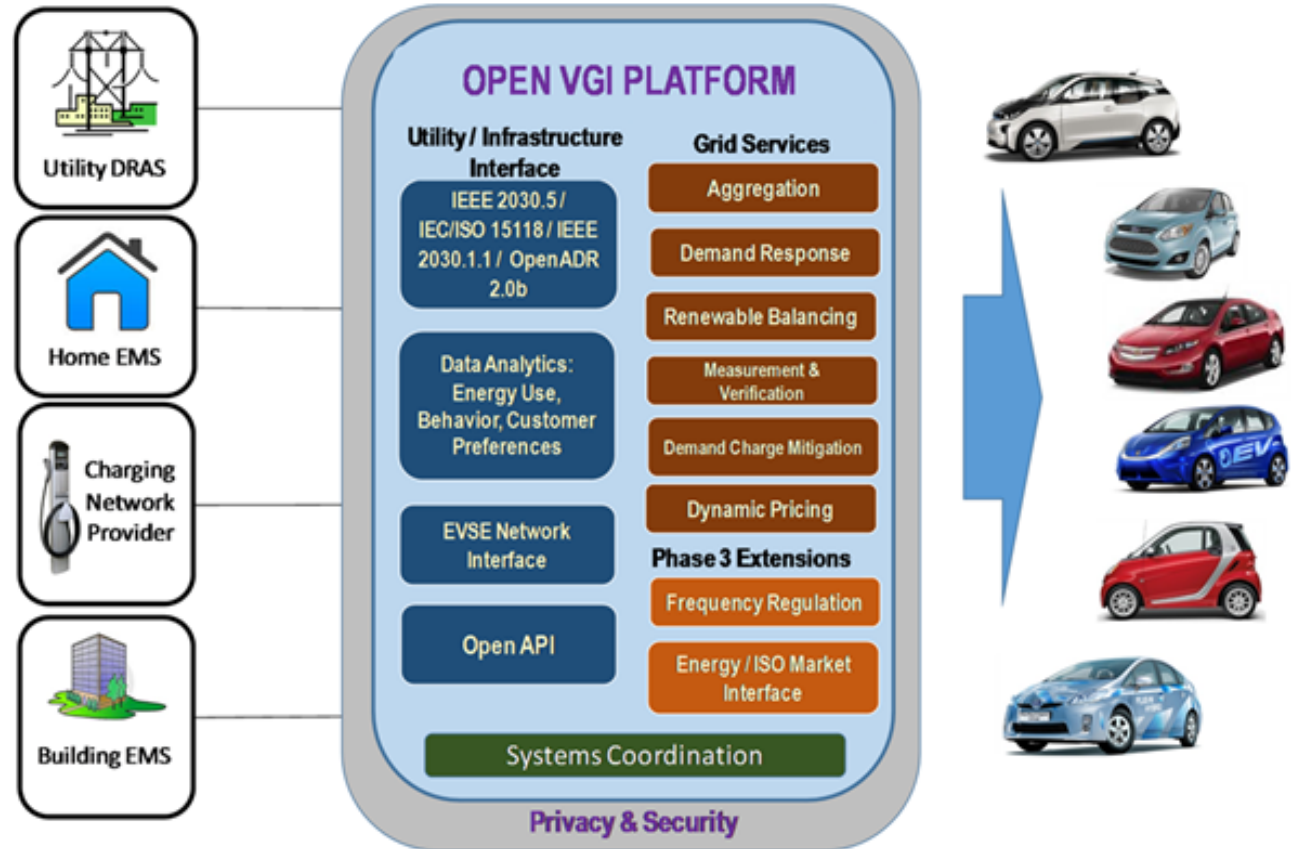 Utility DRAS
Home EMS
Charging
Network
Provider
Building EMS
OPEN VGI PLATFORM
Utility / Infrastructure
Interface
IEEE 2030.5 /
IEC/ISO 15118 / IEEE
2030.1.1 / OpenADR
2.0b
Data Analytics:
Energy Use,
Behavior, Customer
Preferences
EVSE Network
Interface
Open API
Grid Services
Aggregation
Demand Response
Renewable Balancing
Measurement &
Verification
Demand Charge Mitigation
Dynamic Pricing
Phase 3 Extensions
Frequency Regulation
Energy / ISO Market
Interface
Systems Coordination
Privacy & Security
EV